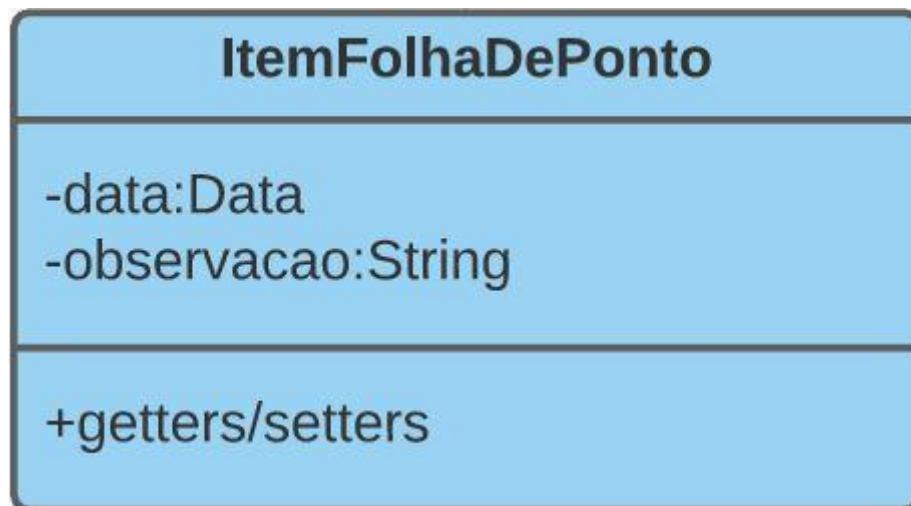 ItemFolhaDePonto
-data:Data
-observacao:String
+getters/setters